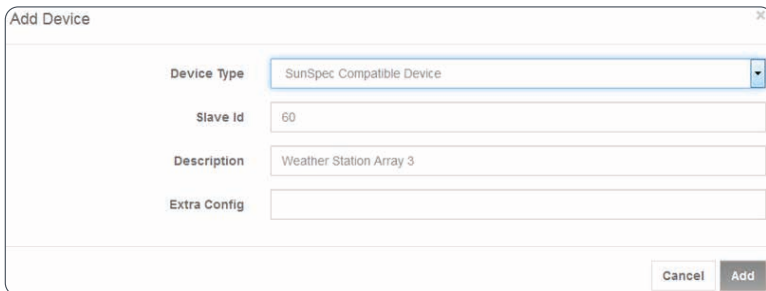 Add Device
×
Device Type SunSpec Compatible Device
Slave Id 60
Description Weather Station Array 3
Extra Config
Cancel Add